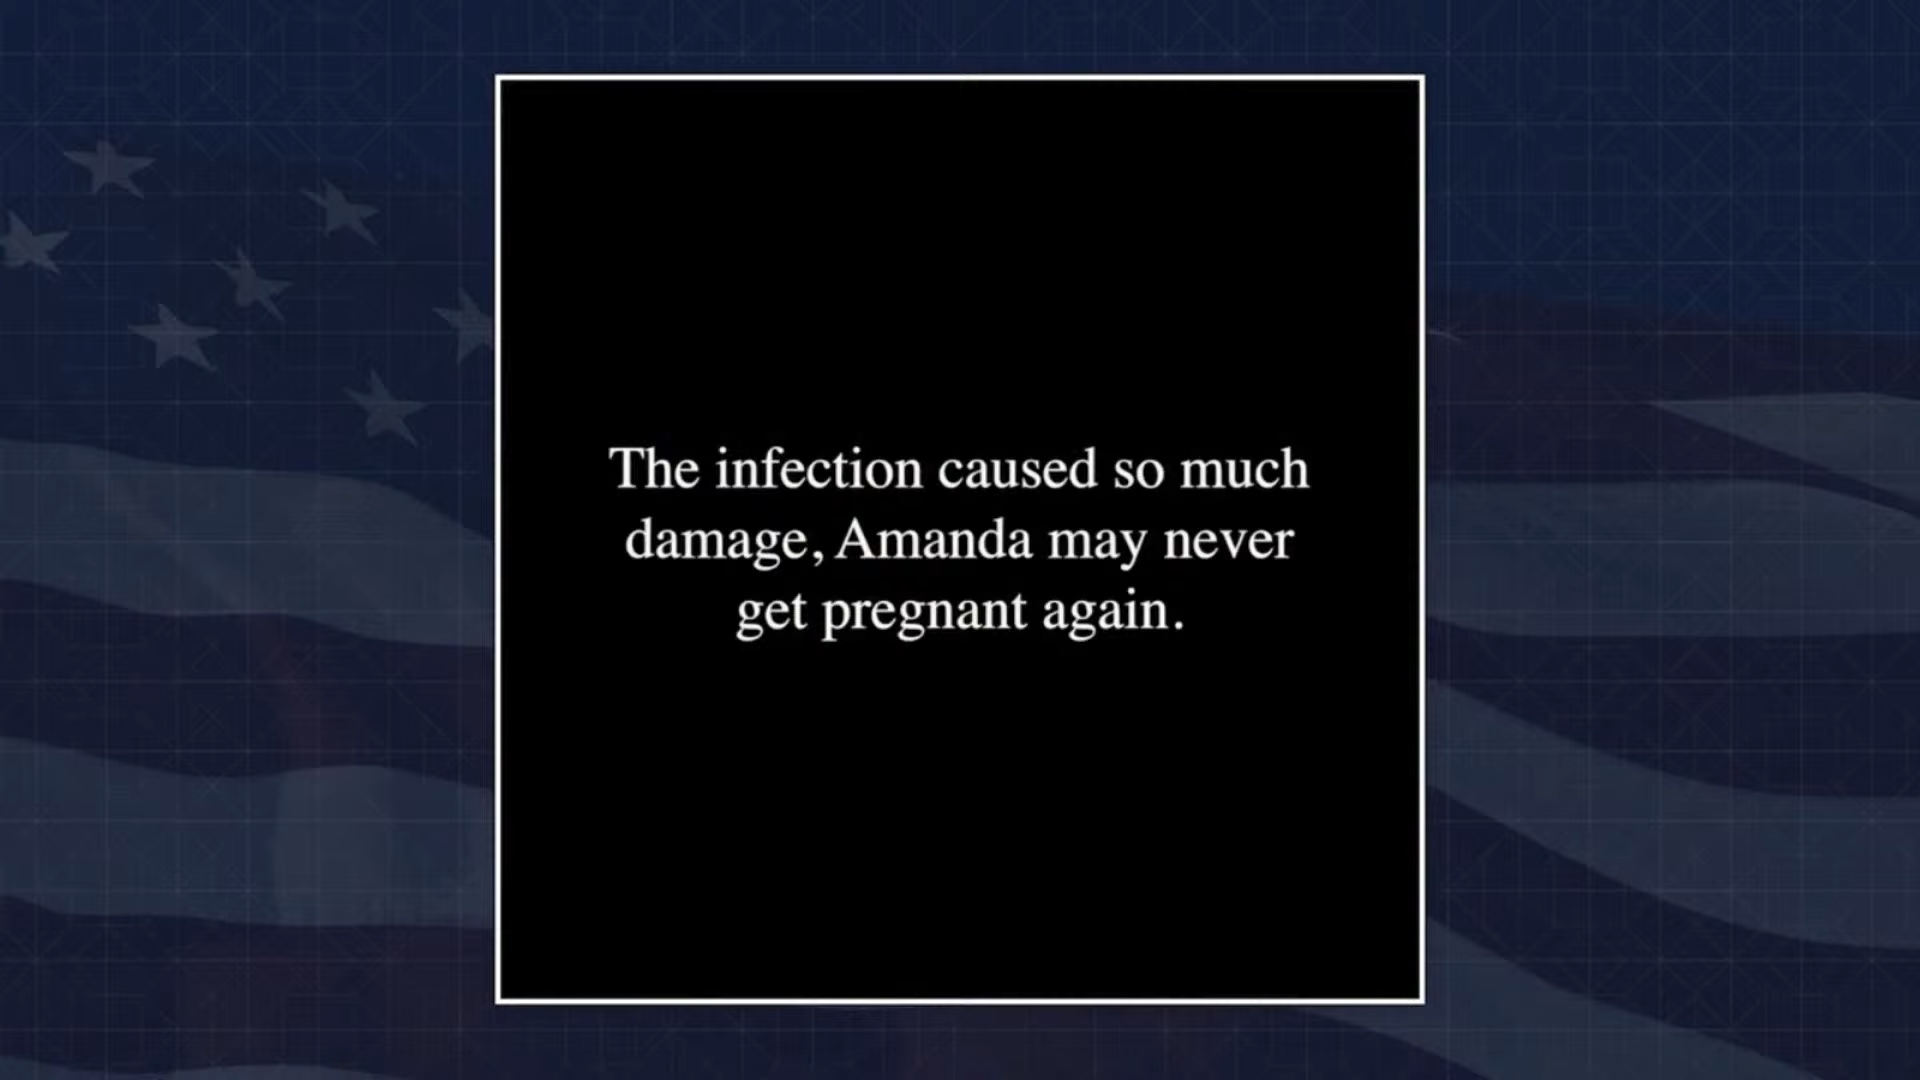 The infection caused so much
damage, Amanda may never
get pregnant again.